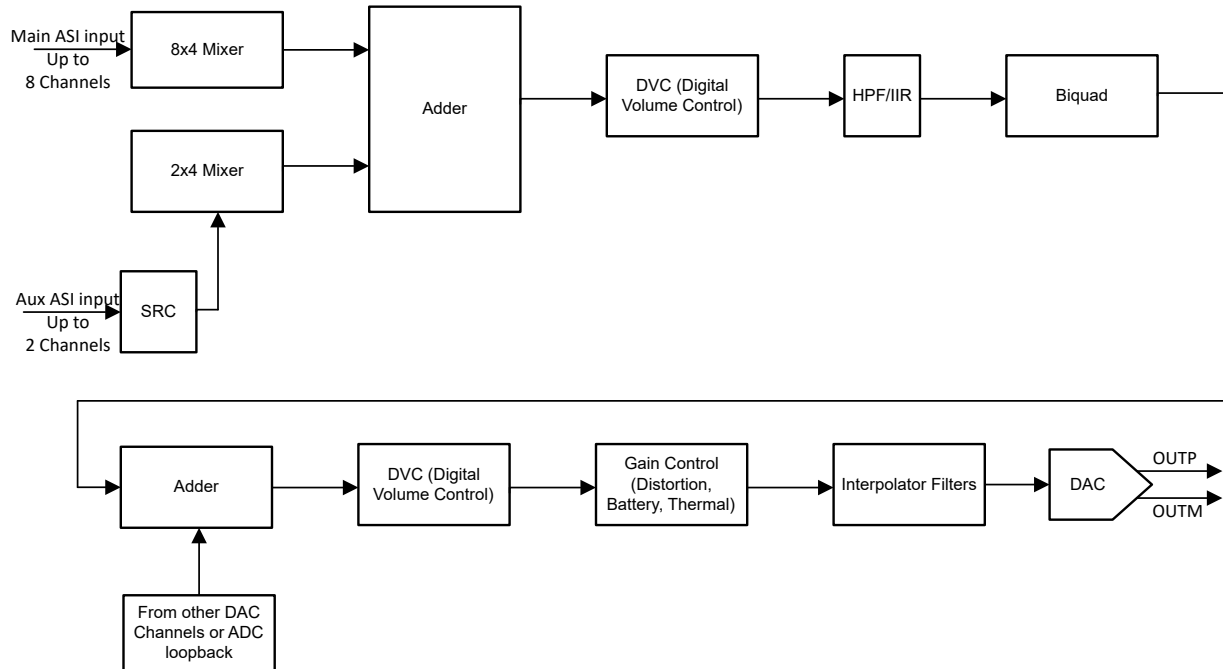 Main ASI input
Up to
8 Channels
8x4 Mixer
2x4 Mixer
Aux ASI input
Up to
2 Channels
SRC
Adder
DVC (Digital
Volume Control)
HPF/IIR
Biquad
Adder
From other DAC
Channels or ADC
loopback
DVC (Digital
Volume Control)
Gain Control
(Distortion,
Battery, Thermal)
Interpolator Filters
DAC
OUTP
OUTM